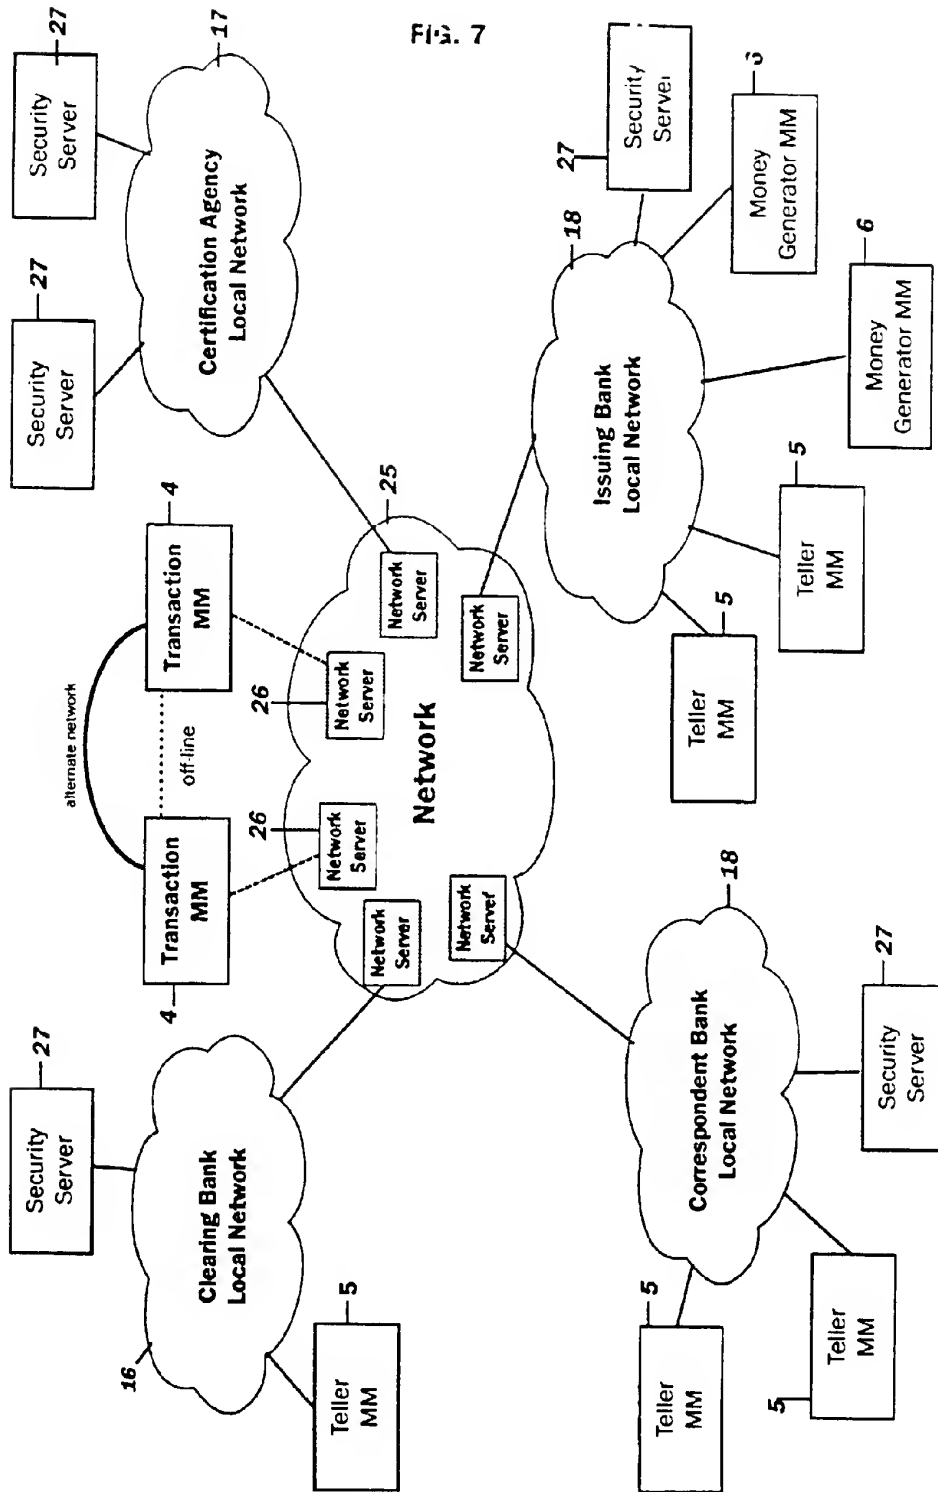 FIG. 7
27
Security
Server
16
Clearing Bank
Local Network
5
Teller
MM
alternate network
4
Transaction
MM
off-line
4
Transaction
MM
27
Security
Server
27
Security
Server
17
Certification Agency
Local Network
26
Network
Server
26
Network
Server
25
Network
Server
Network
Server
Network
Network
Server
Network
Server
18
Correspondent Bank
Local Network
5
Teller
MM
5
Teller
MM
27
Security
Server
18
Issuing Bank
Local Network
5
Teller
MM
5
Teller
MM
6
Money
Generator MM
Money
Generator MM
27
Security
Server